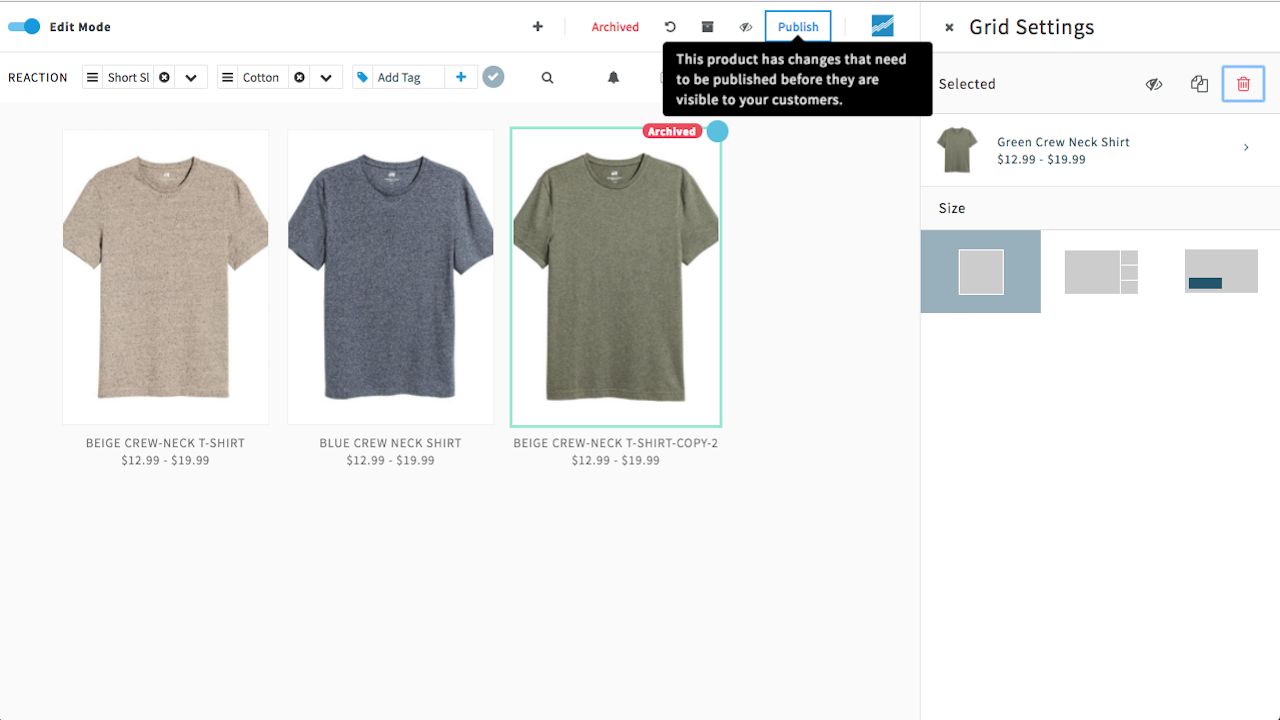 Edit Mode
Archived
Publish
Grid Settings
This product has changes that need
to be published before they are
visible to your customers.
REACTION
Short Sl
Cotton
Add Tag
Selected
Archived
Green Crew Neck Shirt
$12.99 - $19.99
Size
BEIGE CREW-NECK T-SHIRT
$12.99 - $19.99
BLUE CREW NECK SHIRT
$12.99 - $19.99
BEIGE CREW-NECK T-SHIRT-COPY-2
$12.99 - $19.99